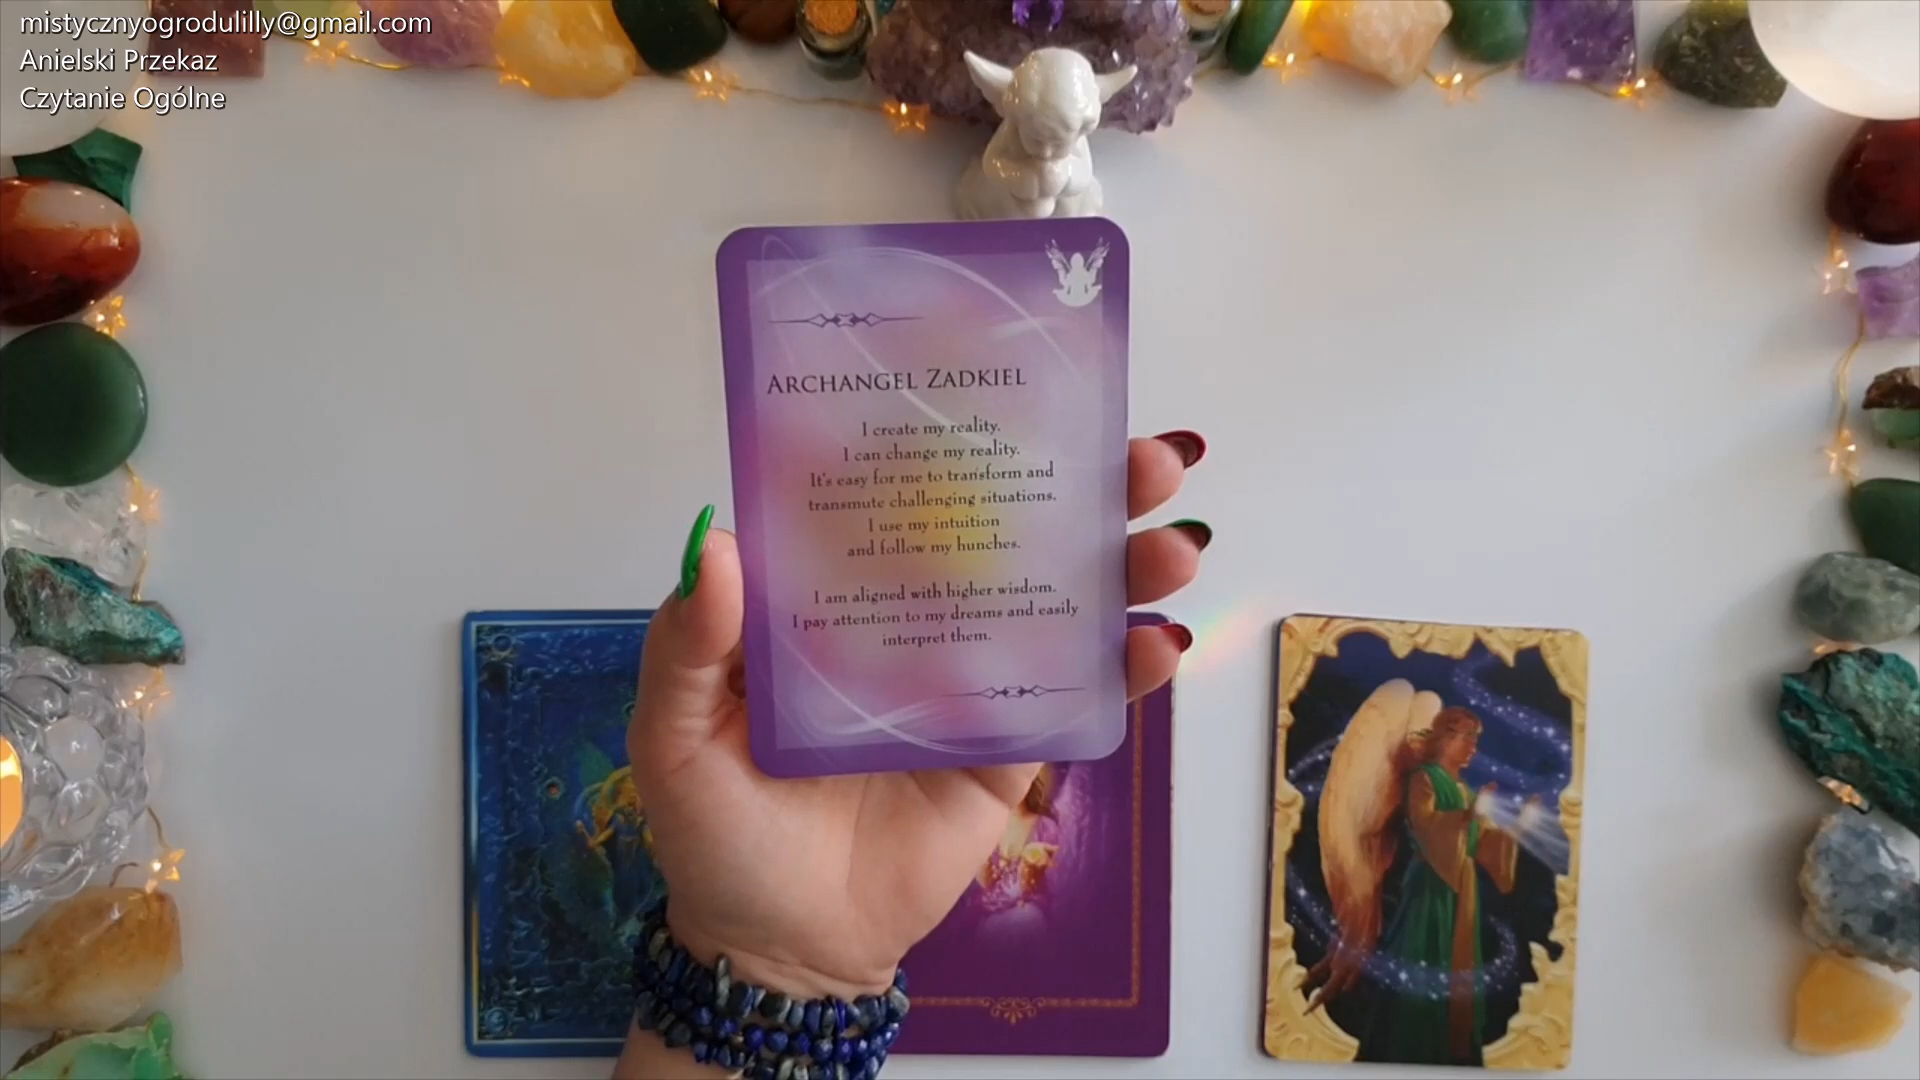 mistycznyogrodulilly@gmail.com
Anielski Przekaz
Czytanie Ogólne
Archangel Zadkiel
I create my reality.
I can change my reality.
It's easy for me to transform and
transmute challenging situations.
I use my intuition
and follow my hunches.
I am aligned with higher wisdom.
I pay attention to my dreams and easily
interpret them.